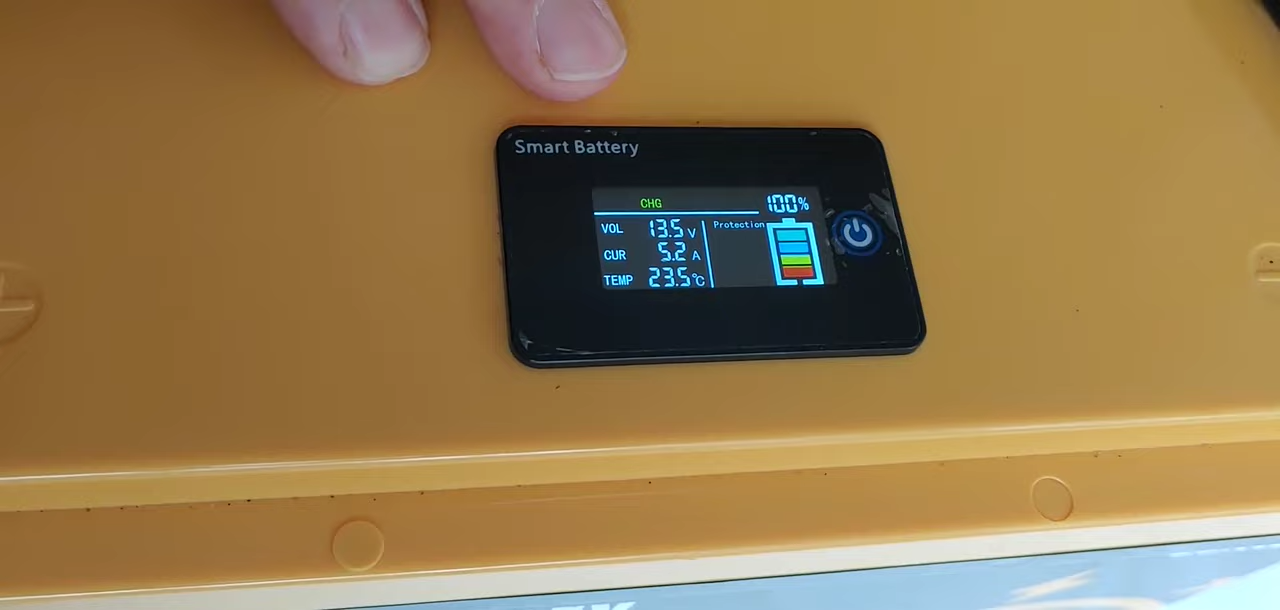 Smart Battery
CHG 100%
VOL 13.5 V Protection
CUR 5.2 A
TEMP 23.5°C